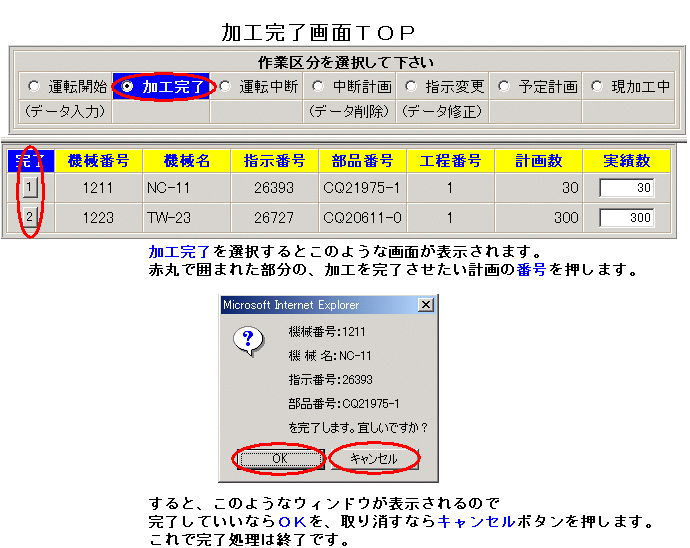 加工完了画面ＴＯＰ
作業区分を選択して下さい
運転開始 加工完了 運転中断 中断計画 指示変更 予定計画 現加工中
(データ入力) (データ削除) (データ修正)
完了 機械番号 機械名 指示番号 部品番号 工程番号 計画数 実績数
1 1211 NC-11 26393 CQ21975-1 1 30 30
2 1223 TW-23 26727 CQ20611-0 1 300 300
加工完了を選択するとこのような画面が表示されます。
赤丸で囲まれた部分の、加工を完了させたい計画の番号を押します。
Microsoft Internet Explorer
機械番号:1211
機 械 名:NC-11
指示番号:26393
部品番号:CQ21975-1
を完了します。宜しいですか？
OK キャンセル
すると、このようなウィンドウが表示されるので
完了していいならＯＫを、取り消すならキャンセルボタンを押します。
これで完了処理は終了です。